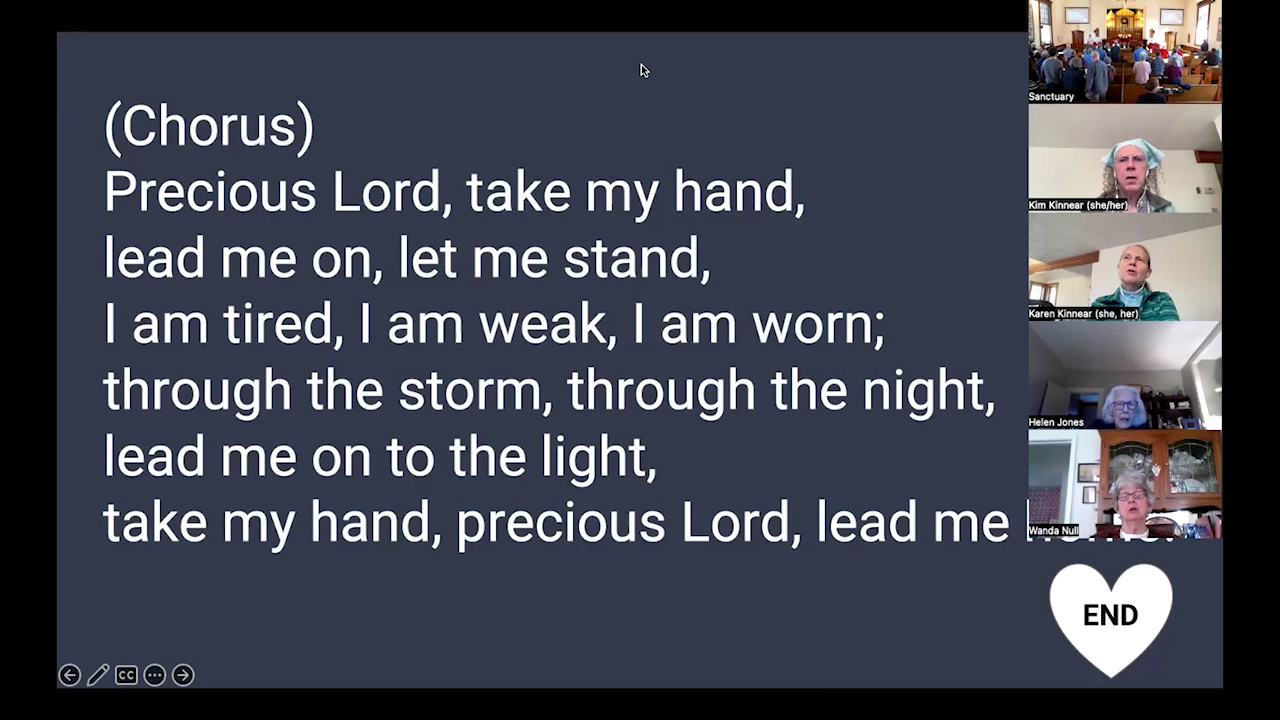 (Chorus)
Precious Lord, take my hand,
lead me on, let me stand,
I am tired, I am weak, I am worn;
through the storm, through the night,
lead me on to the light,
take my hand, precious Lord, lead me
END
CC
Sanctuary
Kim Kinnear (she/her)
Karen Kinnear (she, her)
Helen Jones
Wanda Null